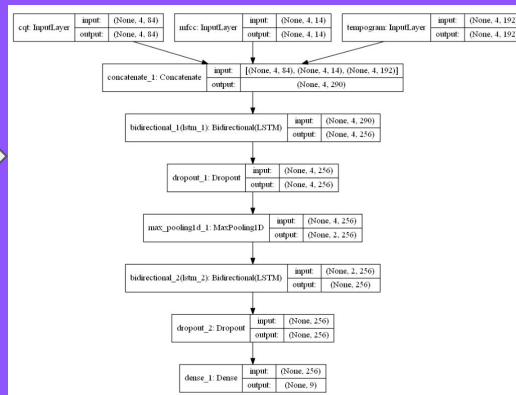 cqt: InputLayer input: (None, 4, 84)
output: (None, 4, 84)
mfcc: InputLayer input: (None, 4, 14)
output: (None, 4, 14)
tempogram: InputLayer input: (None, 4, 192)
output: (None, 4, 192)
concatenate_1: Concatenate input: [(None, 4, 84), (None, 4, 14), (None, 4, 192)]
output: (None, 4, 290)
bidirectional_1(lstm_1): Bidirectional(LSTM) input: (None, 4, 290)
output: (None, 4, 256)
dropout_1: Dropout input: (None, 4, 256)
output: (None, 4, 256)
max_pooling1d_1: MaxPooling1D input: (None, 4, 256)
output: (None, 2, 256)
bidirectional_2(lstm_2): Bidirectional(LSTM) input: (None, 2, 256)
output: (None, 256)
dropout_2: Dropout input: (None, 256)
output: (None, 256)
dense_1: Dense input: (None, 256)
output: (None, 9)